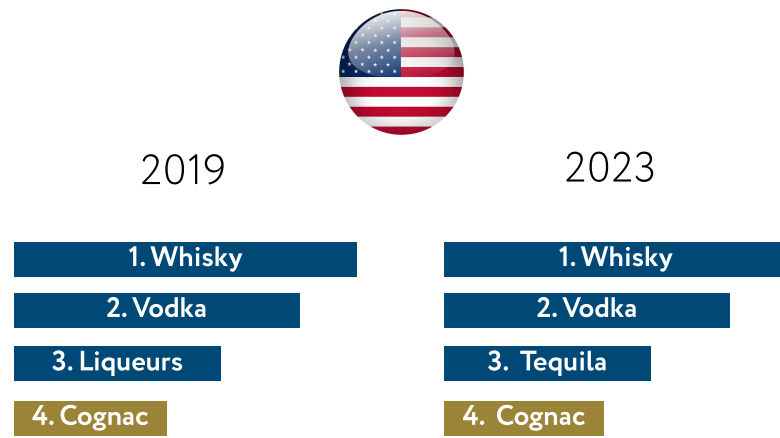 2019
1. Whisky
2. Vodka
3. Liqueurs
4. Cognac
2023
1. Whisky
2. Vodka
3. Tequila
4. Cognac